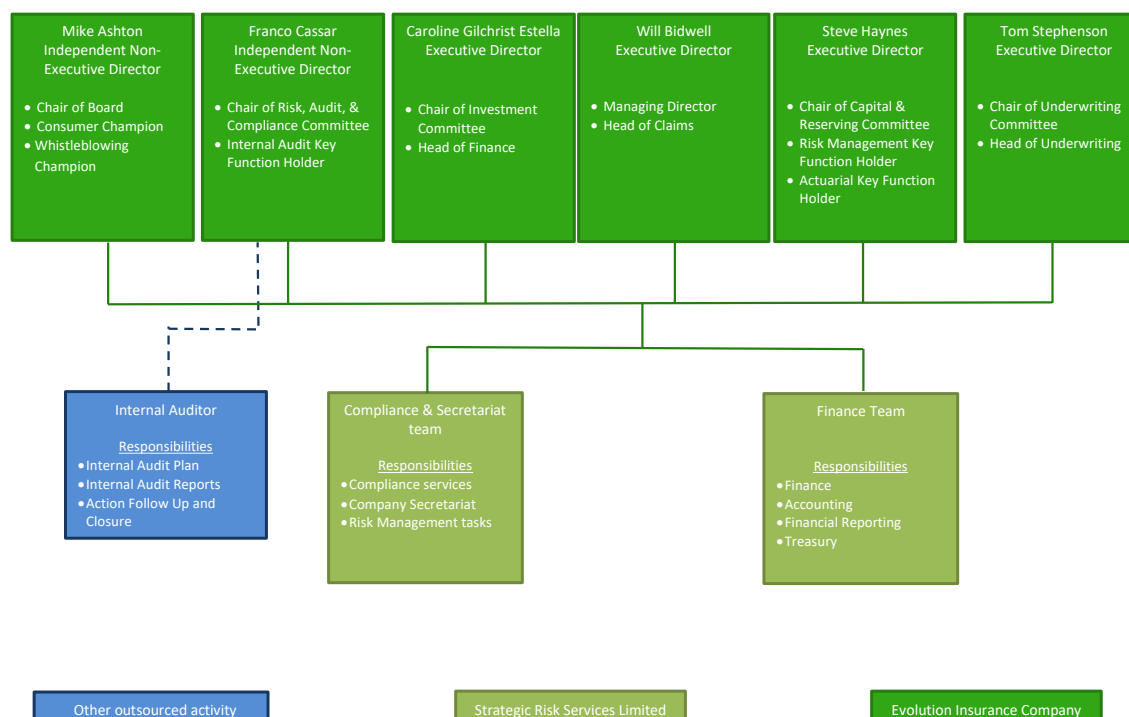 Mike Ashton
Independent Non-
Executive Director
• Chair of Board
• Consumer Champion
• Whistleblowing
Champion
Franco Cassar
Independent Non-
Executive Director
• Chair of Risk, Audit, &
Compliance Committee
• Internal Audit Key
Function Holder
Caroline Gilchrist Estella
Executive Director
• Chair of Investment
Committee
• Head of Finance
Will Bidwell
Executive Director
• Managing Director
• Head of Claims
Steve Haynes
Executive Director
• Chair of Capital &
Reserving Committee
• Risk Management Key
Function Holder
• Actuarial Key Function
Holder
Tom Stephenson
Executive Director
• Chair of Underwriting
Committee
• Head of Underwriting
Internal Auditor
Responsibilities
• Internal Audit Plan
• Internal Audit Reports
• Action Follow Up and
Closure
Compliance & Secretariat
team
Responsibilities
• Compliance services
• Company Secretariat
• Risk Management tasks
Finance Team
Responsibilities
• Finance
• Accounting
• Financial Reporting
• Treasury
Other outsourced activity
Strategic Risk Services Limited
Evolution Insurance Company